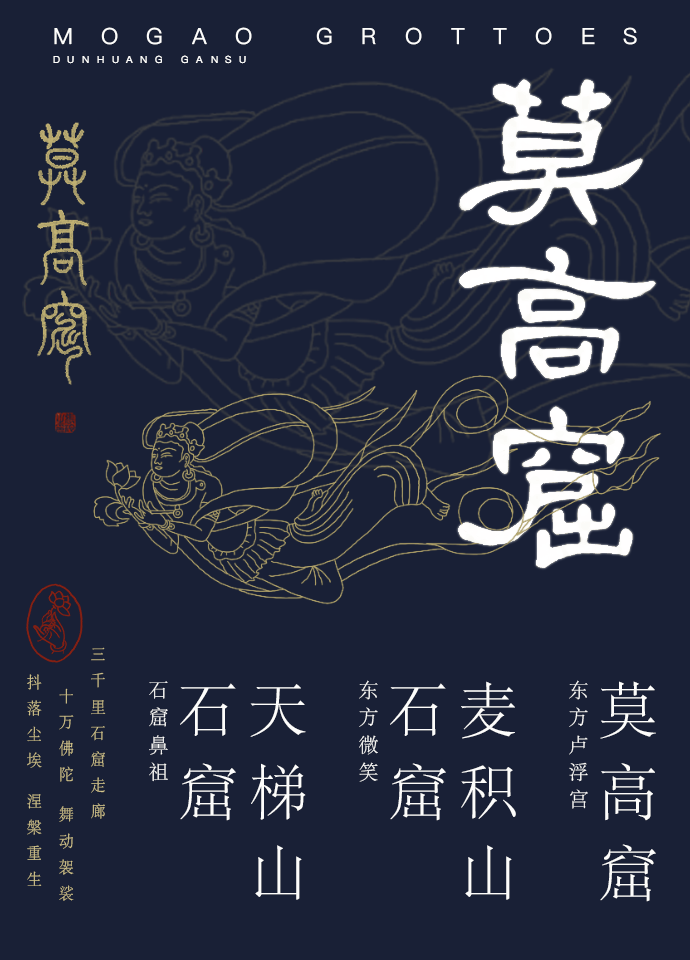 MOGAO GROTTOES
DUNHUANG GANSU
莫高窟
莫高窟
莫高窟
东方卢浮宫
麦积山
石窟
东方微笑
天梯山
石窟
石窟鼻祖
三千里石窟走廊
十万佛陀 舞动袈裟
抖落尘埃 涅槃重生